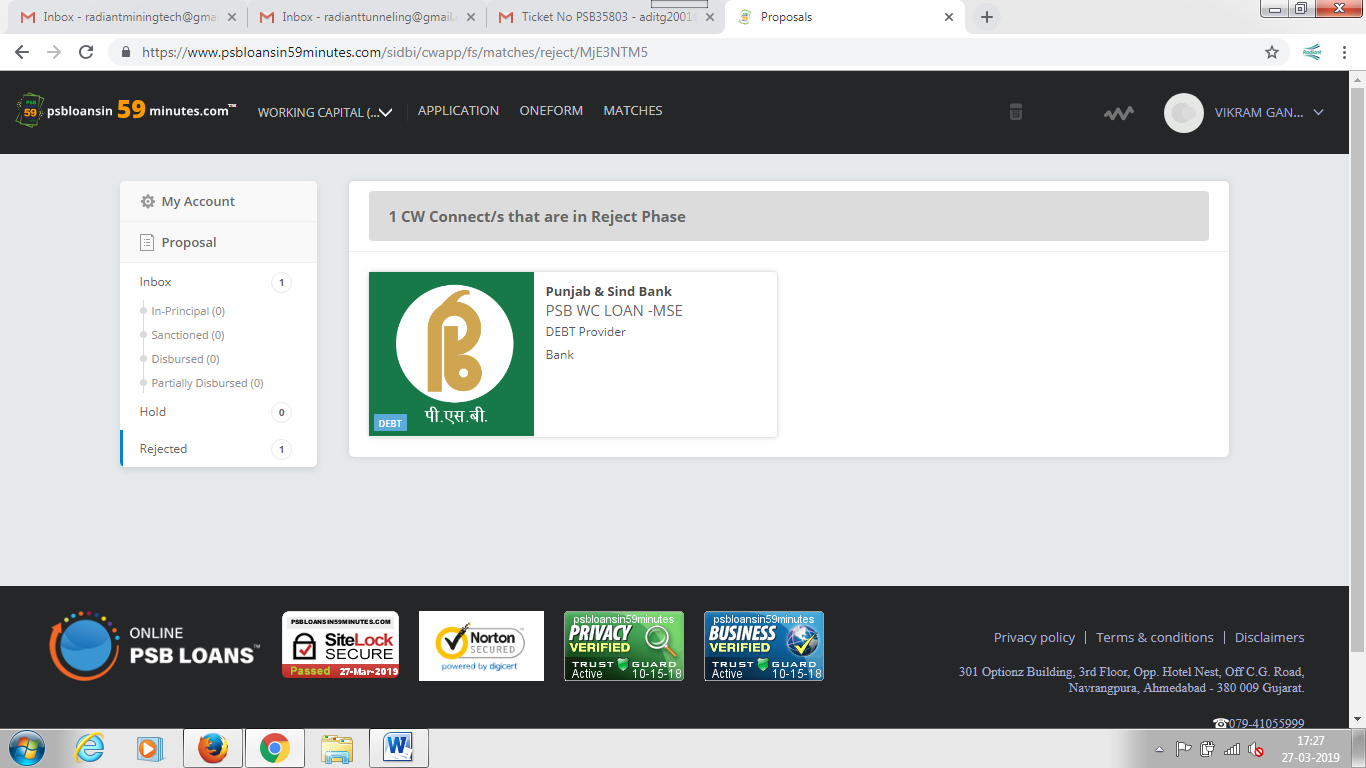 Inbox - radiantminingtech@gma
Inbox - radianttunneling@gmail.
Ticket No PSB35803 - aditg2001
Proposals
https://www.psbloansin59minutes.com/sidbi/cwapp/fs/matches/reject/MjE3NTM5
psbloansin 59 minutes.com™
WORKING CAPITAL (...
APPLICATION
ONEFORM
MATCHES
VIKRAM GAN...
My Account
Proposal
Inbox 1
In-Principal (0)
Sanctioned (0)
Disbursed (0)
Partially Disbursed (0)
Hold 0
Rejected 1
1 CW Connect/s that are in Reject Phase
पी.एस.बी.
DEBT
Punjab & Sind Bank
PSB WC LOAN -MSE
DEBT Provider
Bank
ONLINE
PSB LOANS™
PSBLOANSIN59MINUTES.COM
SiteLock
SECURE
Passed 27-Mar-2019
Norton
SECURED
powered by digicert
psbloansin59minutes
PRIVACY
VERIFIED
TRUST GUARD
Active 10-15-18
psbloansin59minutes
BUSINESS
VERIFIED
TRUST GUARD
Active 10-15-18
Privacy policy | Terms & conditions | Disclaimers
301 Optionz Building, 3rd Floor, Opp. Hotel Nest, Off C.G. Road,
Navrangpura, Ahmedabad - 380 009 Gujarat.
☎079-41055999
17:27
27-03-2019